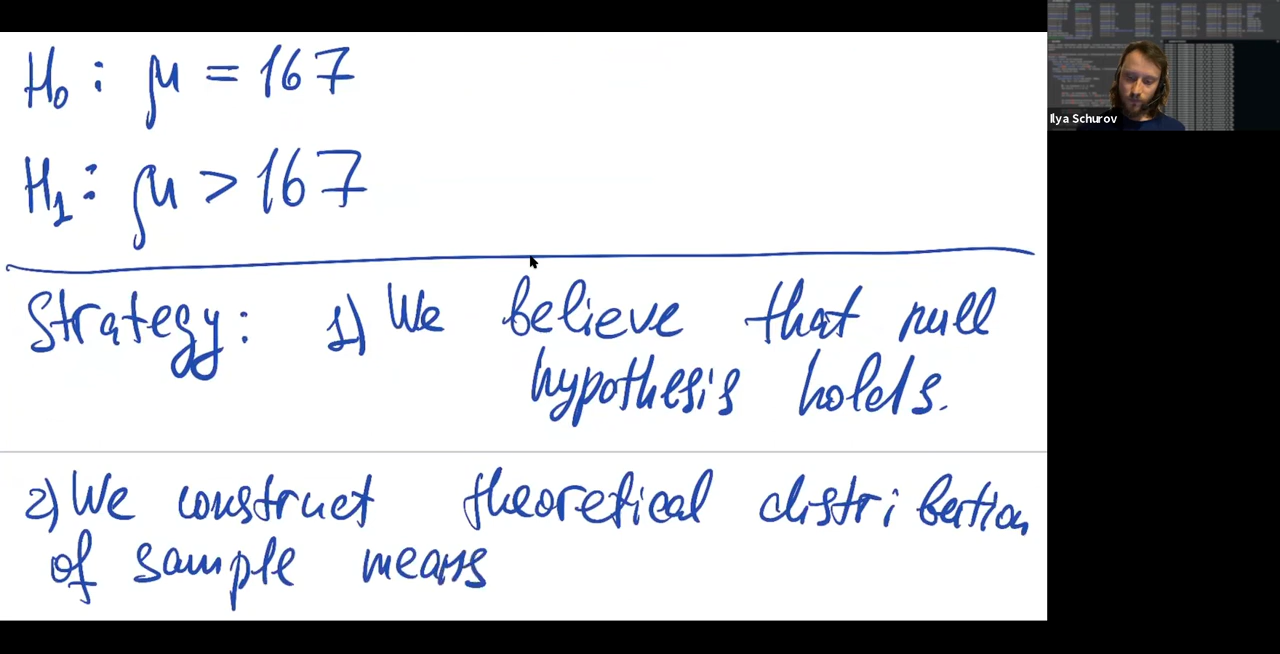 H₀: μ = 167
H₁: μ > 167
Strategy: 1) We believe that null
hypothesis holds.
2) We construct theoretical distribution
of sample means
Ilya Schurov